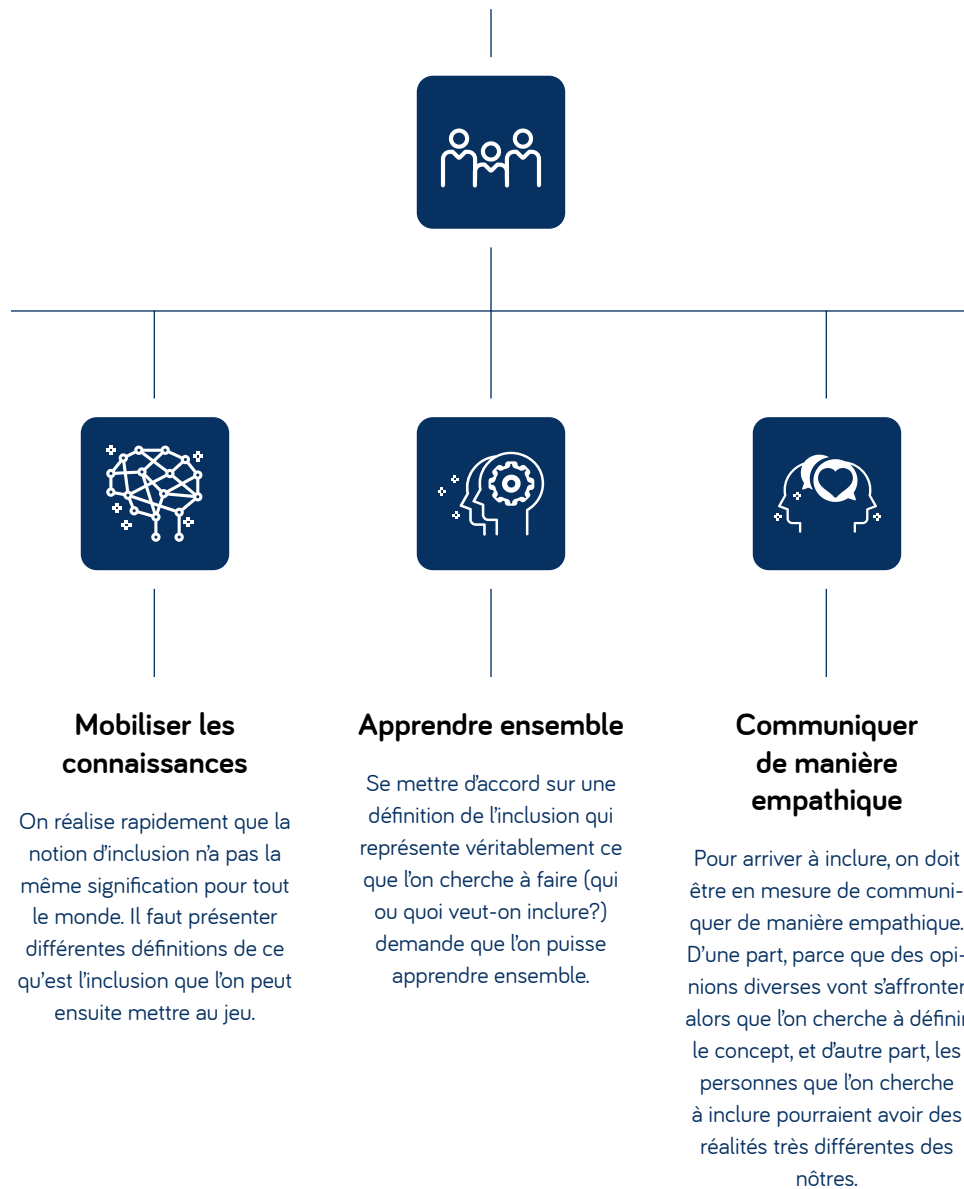 Mobiliser les
connaissances
On réalise rapidement que la
notion d'inclusion n'a pas la
même signification pour tout
le monde. Il faut présenter
différentes définitions de ce
qu'est l'inclusion que l'on peut
ensuite mettre au jeu.
Apprendre ensemble
Se mettre d'accord sur une
définition de l'inclusion qui
représente véritablement ce
que l'on cherche à faire (qui
ou quoi veut-on inclure?)
demande que l'on puisse
apprendre ensemble.
Communiquer
de manière
empathique
Pour arriver à inclure, on doit
être en mesure de communi-
quer de manière empathique.
D'une part, parce que des opi-
nions diverses vont s'affronter
alors que l'on cherche à définir
le concept, et d'autre part, les
personnes que l'on cherche
à inclure pourraient avoir des
réalités très différentes des
nôtres.